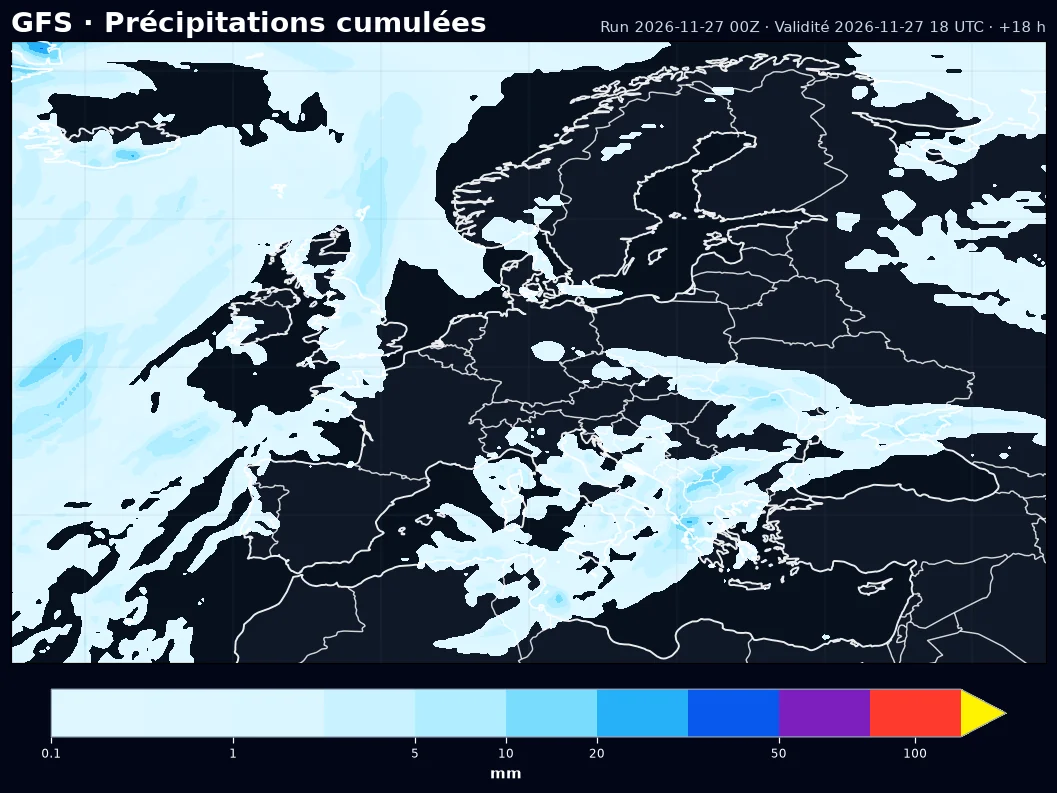 GFS · Précipitations cumulées
Run 2026-11-27 00Z · Validité 2026-11-27 18 UTC · +18 h
0.1 1 5 10 20 50 100
mm